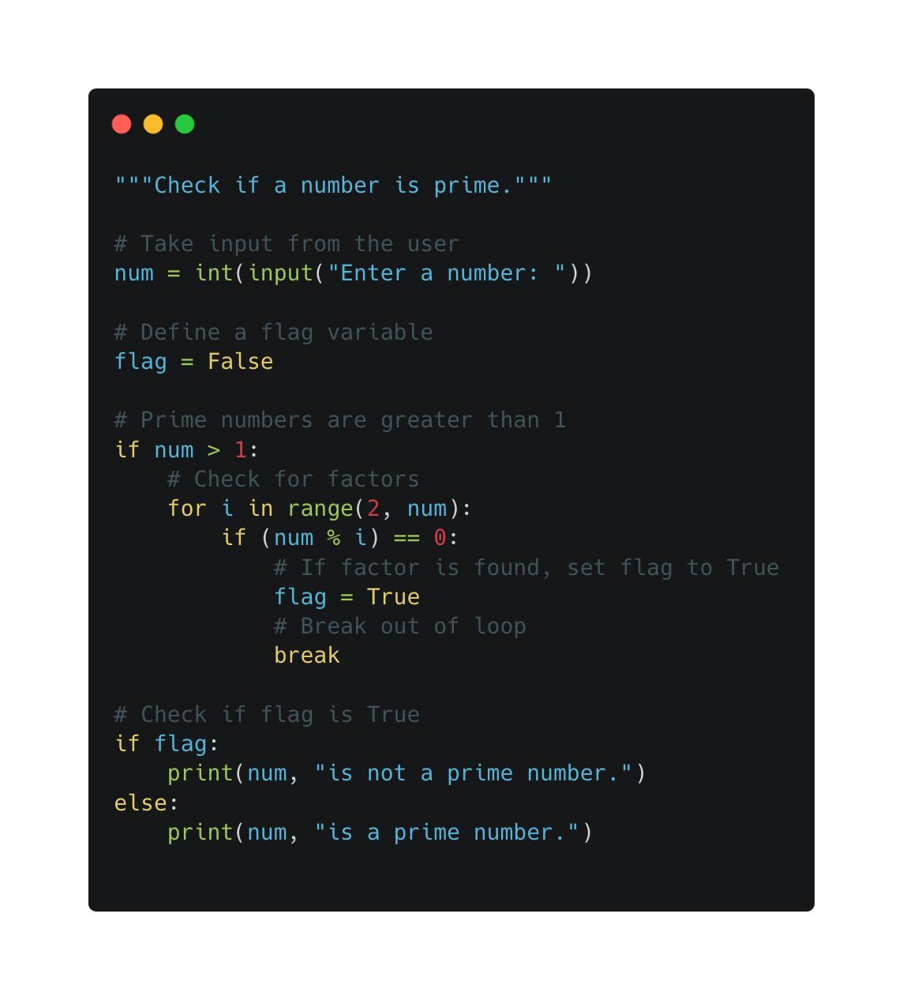 """Check if a number is prime."""

# Take input from the user
num = int(input("Enter a number: "))

# Define a flag variable
flag = False

# Prime numbers are greater than 1
if num > 1:
    # Check for factors
    for i in range(2, num):
        if (num % i) == 0:
            # If factor is found, set flag to True
            flag = True
            # Break out of loop
            break

# Check if flag is True
if flag:
    print(num, "is not a prime number.")
else:
    print(num, "is a prime number.")